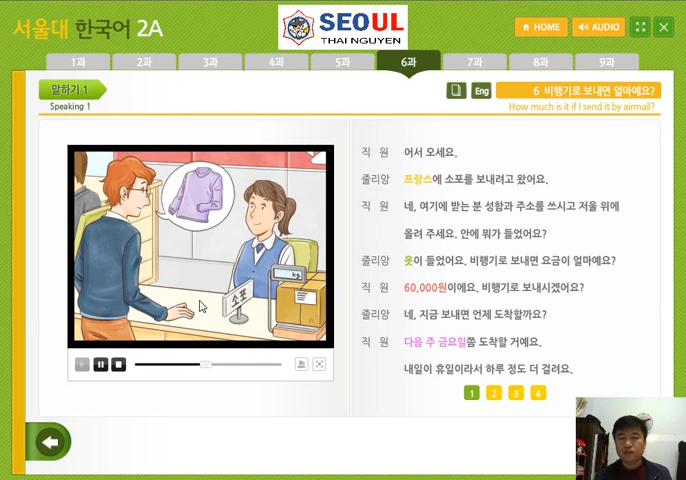 서울대 한국어 2A
SEOUL
THAI NGUYEN
HOME
AUDIO
1과
2과
3과
4과
5과
6과
7과
8과
9과
말하기 1
Speaking 1
Eng
6 비행기로 보내면 얼마예요?
How much is it if I send it by airmail?
직 원 어서 오세요.
줄리앙 프랑스에 소포를 보내려고 왔어요.
직 원 네, 여기에 받는 분 성함과 주소를 쓰시고 저울 위에
올려 주세요. 안에 뭐가 들었어요?
줄리앙 옷이 들었어요. 비행기로 보내면 요금이 얼마예요?
직 원 60,000원이에요. 비행기로 보내시겠어요?
줄리앙 네, 지금 보내면 언제 도착할까요?
직 원 다음 주 금요일쯤 도착할 거예요.
내일이 휴일이라서 하루 정도 더 걸려요.
1 2 3 4
소포
kg